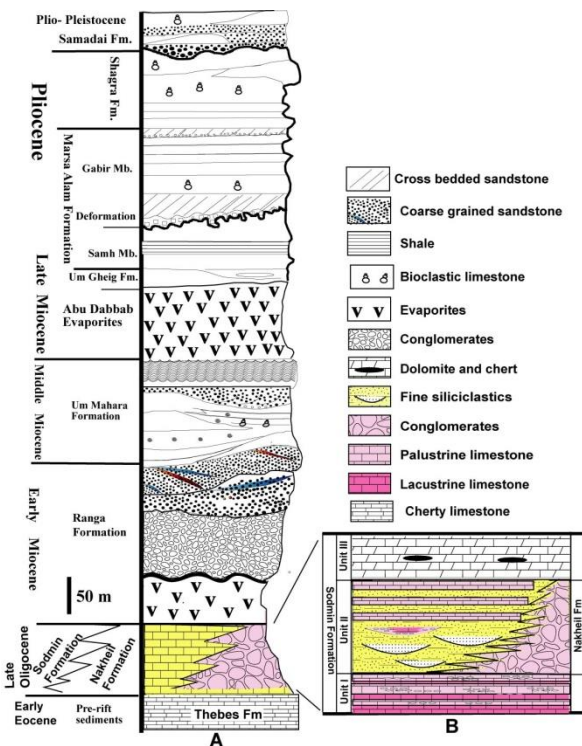 Plio- Pleistocene
Samadai Fm.
Pliocene
Shagra Fm.
Marsa Alam Formation
Gabir Mb.
Deformation
Samh Mb.
Late Miocene
Um Gheig Fm.
Abu Dabbab
Evaporites
Middle Miocene
Um Mahara
Formation
Early Miocene
Ranga
Formation
50 m
Late
Oligocene
Sodmin
Formation
Nakheil
Formation
Early
Eocene
Pre-rift
sediments
Thebes Fm
A
Cross bedded sandstone
Coarse grained sandstone
Shale
Bioclastic limestone
V V Evaporites
Conglomerates
Dolomite and chert
Fine siliciclastics
Conglomerates
Palustrine limestone
Lacustrine limestone
Cherty limestone
Sodmin Formation
Unit III
Unit II
Unit I
Nakheil Fm
B